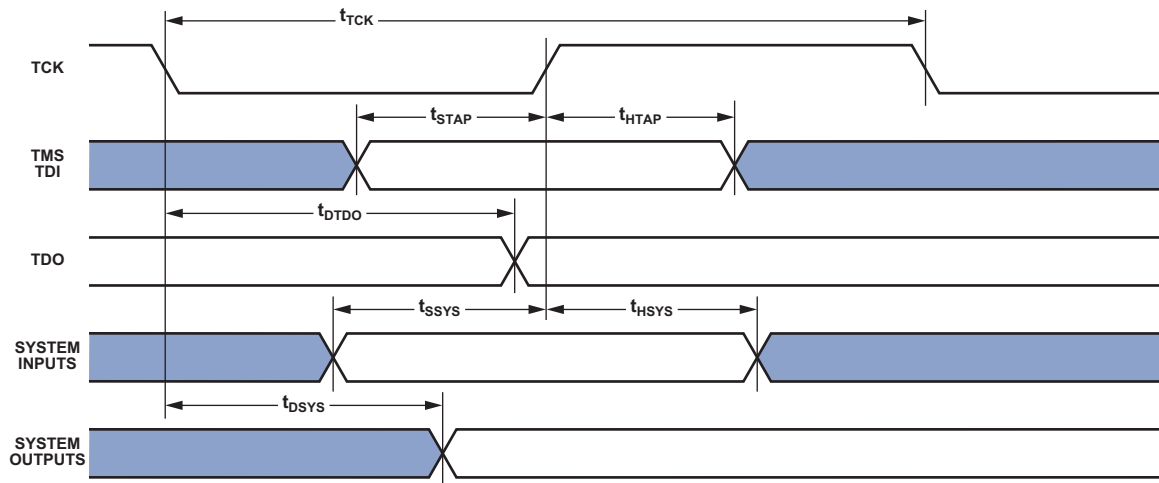 tTCK
TCK
tSTAP
tHTAP
TMS
TDI
tDTDO
TDO
tSSYS
tHSYS
SYSTEM
INPUTS
tDSYS
SYSTEM
OUTPUTS